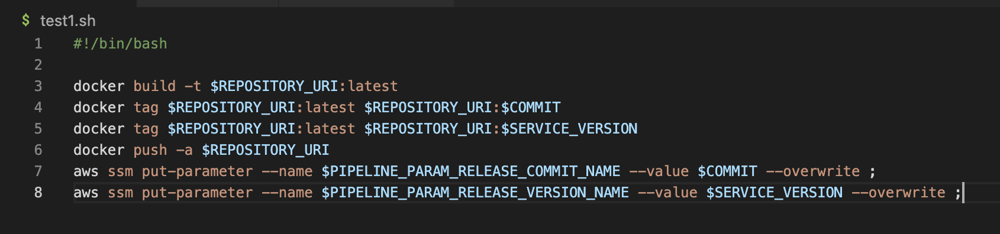 $ test1.sh
1 #!/bin/bash
2
3 docker build -t $REPOSITORY_URI:latest
4 docker tag $REPOSITORY_URI:latest $REPOSITORY_URI:$COMMIT
5 docker tag $REPOSITORY_URI:latest $REPOSITORY_URI:$SERVICE_VERSION
6 docker push -a $REPOSITORY_URI
7 aws ssm put-parameter --name $PIPELINE_PARAM_RELEASE_COMMIT_NAME --value $COMMIT --overwrite ;
8 aws ssm put-parameter --name $PIPELINE_PARAM_RELEASE_VERSION_NAME --value $SERVICE_VERSION --overwrite ;